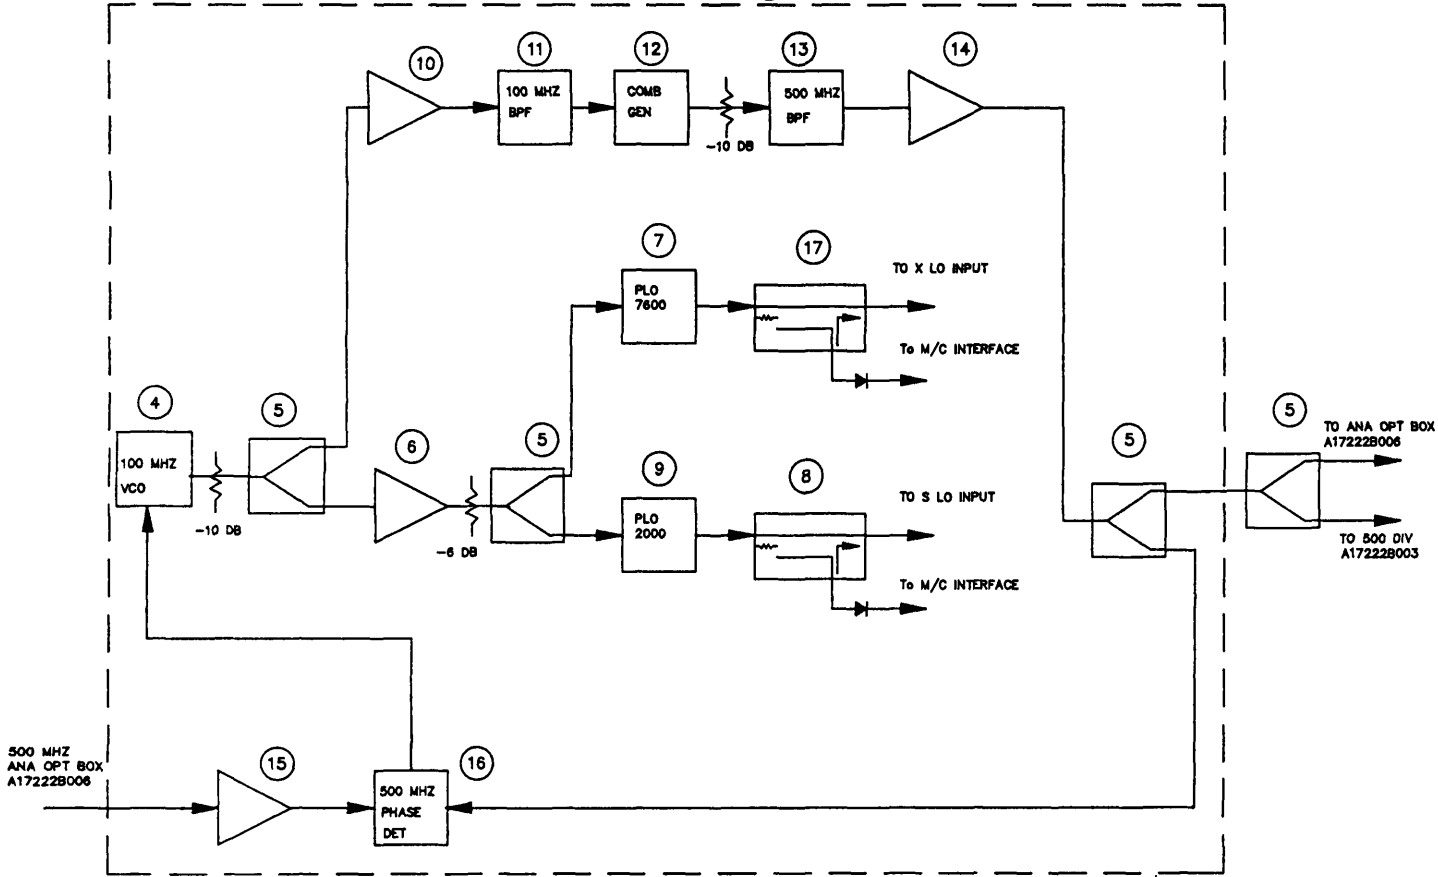 10
11
12
13
14
100 MHZ
BPF
COMB
GEN
-10 DB
500 MHZ
BPF
7
17
PLO
7600
TO X LO INPUT
To M/C INTERFACE
4
5
6
5
9
8
5
5
100 MHZ
VCO
-10 DB
-6 DB
PLO
2000
TO S LO INPUT
To M/C INTERFACE
TO ANA OPT BOX
A17222B006
TO 500 DIV
A17222B003
500 MHZ
ANA OPT BOX
A17222B006
15
16
500 MHZ
PHASE
DET